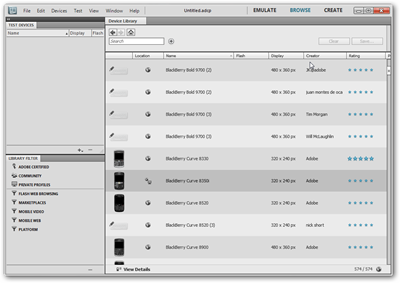 File Edit Devices Test View Window Help
Untitled.adcp
EMULATE BROWSE CREATE
TEST DEVICES
Name Display Flash
Device Library
Search
Clear Save...
Location Name Flash Display Creator Rating
BlackBerry Bold 9700 (2) 480 x 360 px
BlackBerry Bold 9700 (2) 480 x 360 px juan montes de oca
BlackBerry Bold 9700 (3) 480 x 360 px Tim Morgan
BlackBerry Bold 9700 (3) 480 x 360 px Will McLaughlin
BlackBerry Curve 8330 320 x 240 px Adobe
BlackBerry Curve 8350i 320 x 240 px Adobe
BlackBerry Curve 8520 320 x 240 px Adobe
BlackBerry Curve 8520 (3) 320 x 240 px nick short
BlackBerry Curve 8900 480 x 360 px Adobe
LIBRARY FILTER
ADOBE CERTIFIED
COMMUNITY
PRIVATE PROFILES
FLASH WEB BROWSING
MARKETPLACES
MOBILE VIDEO
MOBILE WEB
PLATFORM
View Details
574 / 574